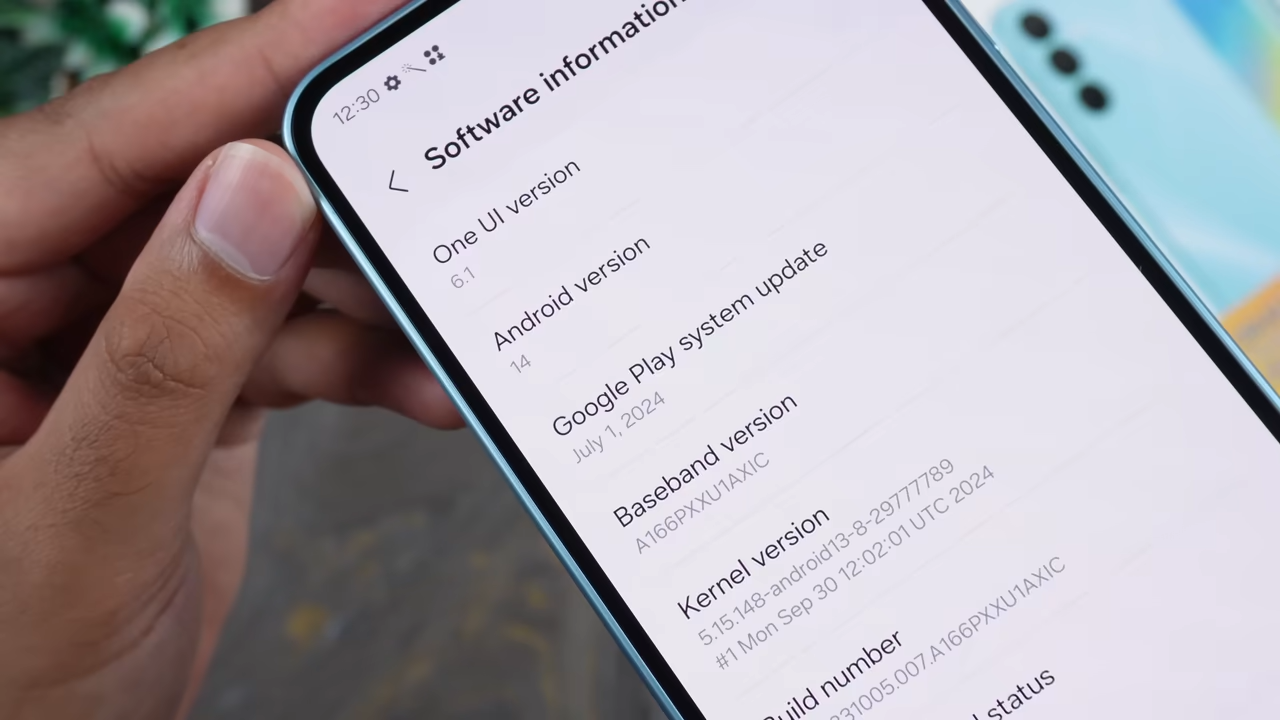 12:30
Software information
One UI version
6.1
Android version
14
Google Play system update
July 1, 2024
Baseband version
A166PXXU1AXIC
Kernel version
5.15.148-android13-8-29777789
#1 Mon Sep 30 12:02:01 UTC 2024
Build number
31005.007.A166PXXU1AXIC
status